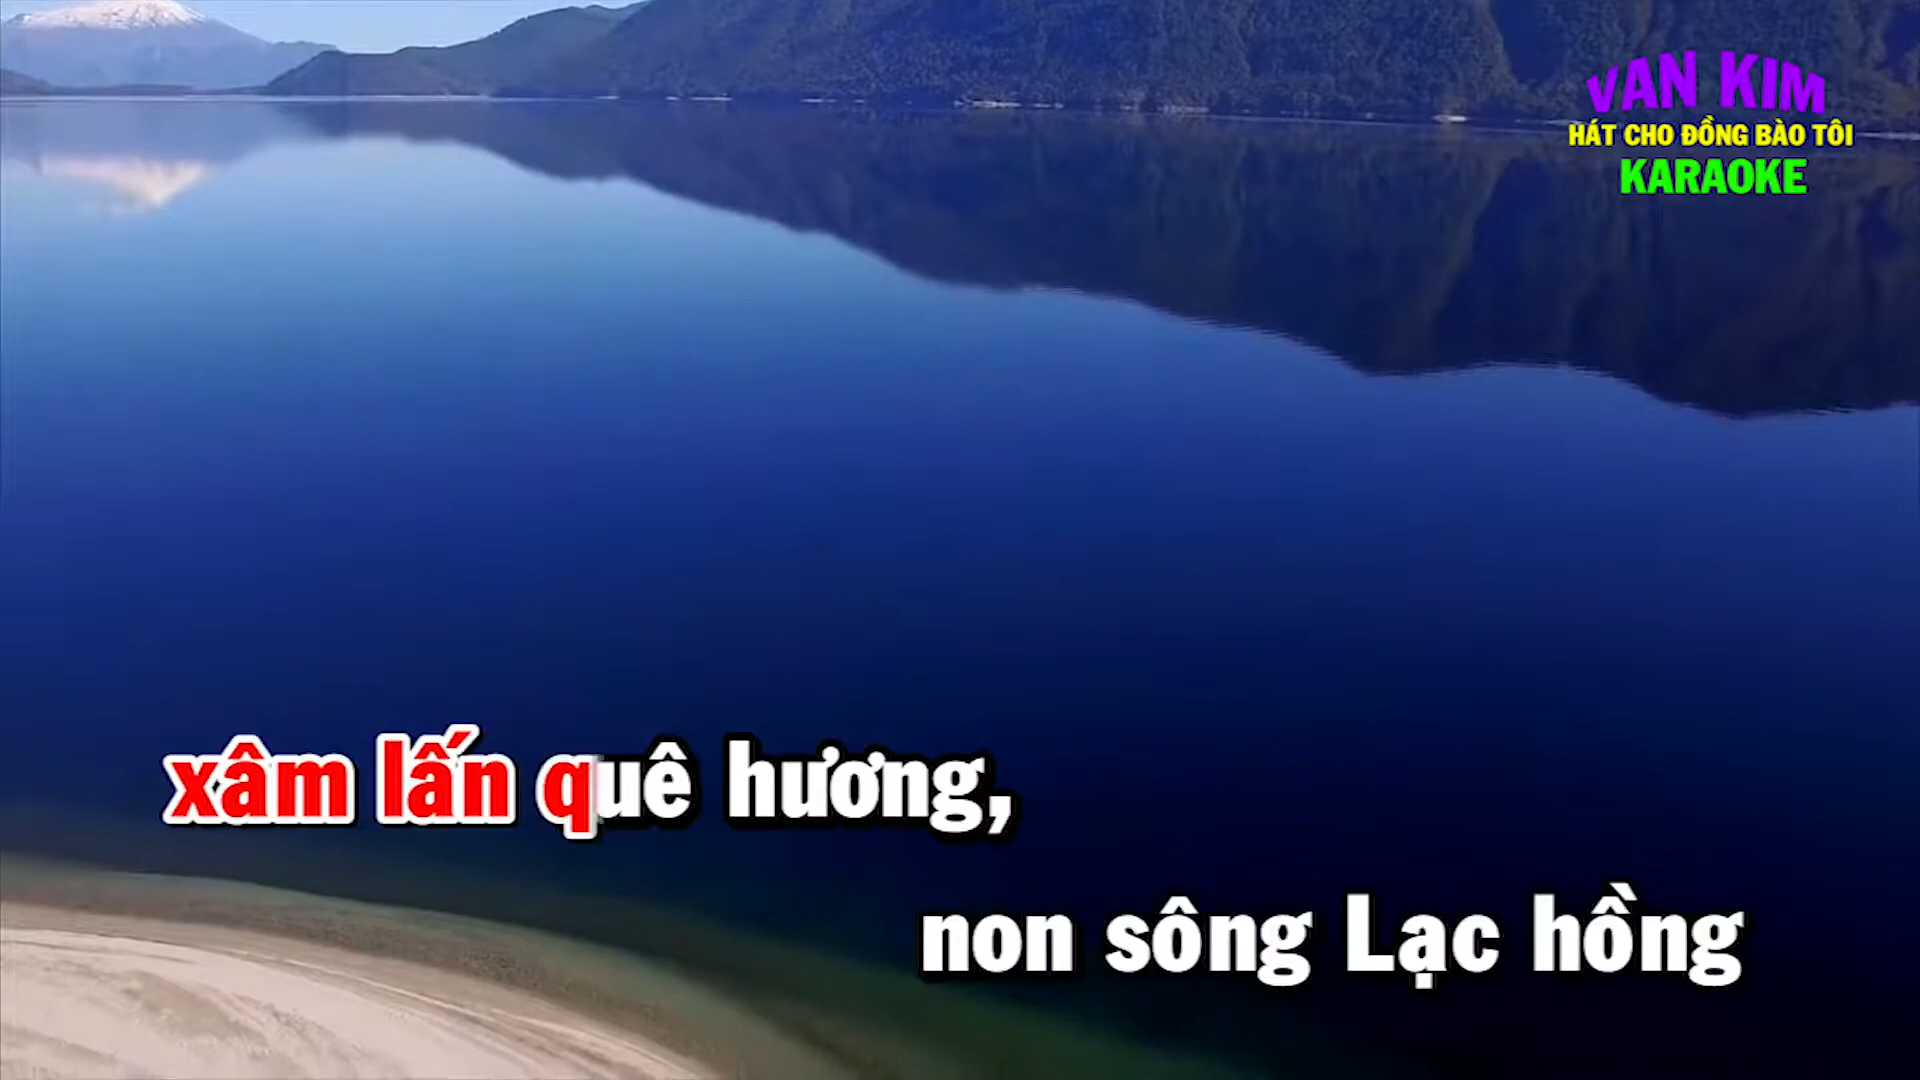 VAN KIM
HÁT CHO ĐỒNG BÀO TÔI
KARAOKE
xâm lấn quê hương,
non sông Lạc hồng